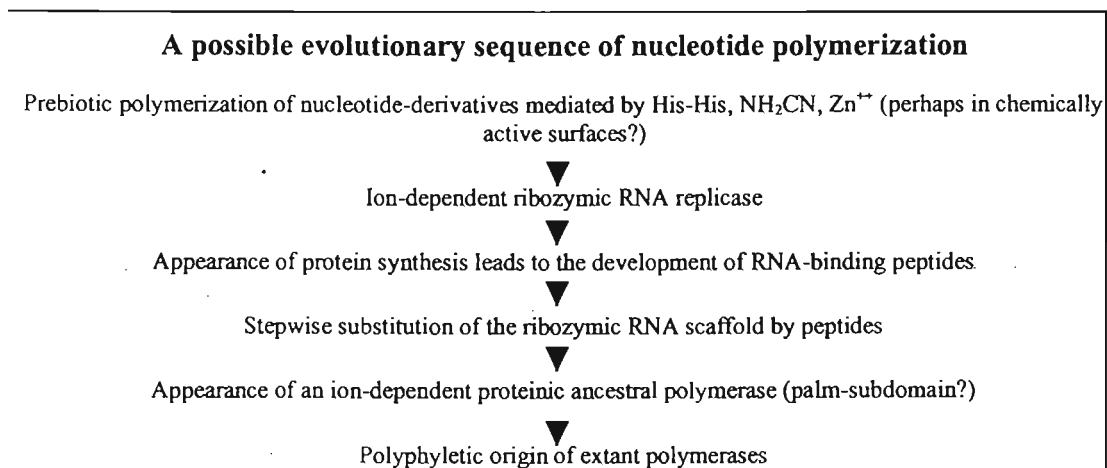 A possible evolutionary sequence of nucleotide polymerization
Prebiotic polymerization of nucleotide-derivatives mediated by His-His, NH₂CN, Zn⁺⁺ (perhaps in chemically
active surfaces?)
Ion-dependent ribozymic RNA replicase
Appearance of protein synthesis leads to the development of RNA-binding peptides
Stepwise substitution of the ribozymic RNA scaffold by peptides
Appearance of an ion-dependent proteinic ancestral polymerase (palm-subdomain?)
Polyphyletic origin of extant polymerases